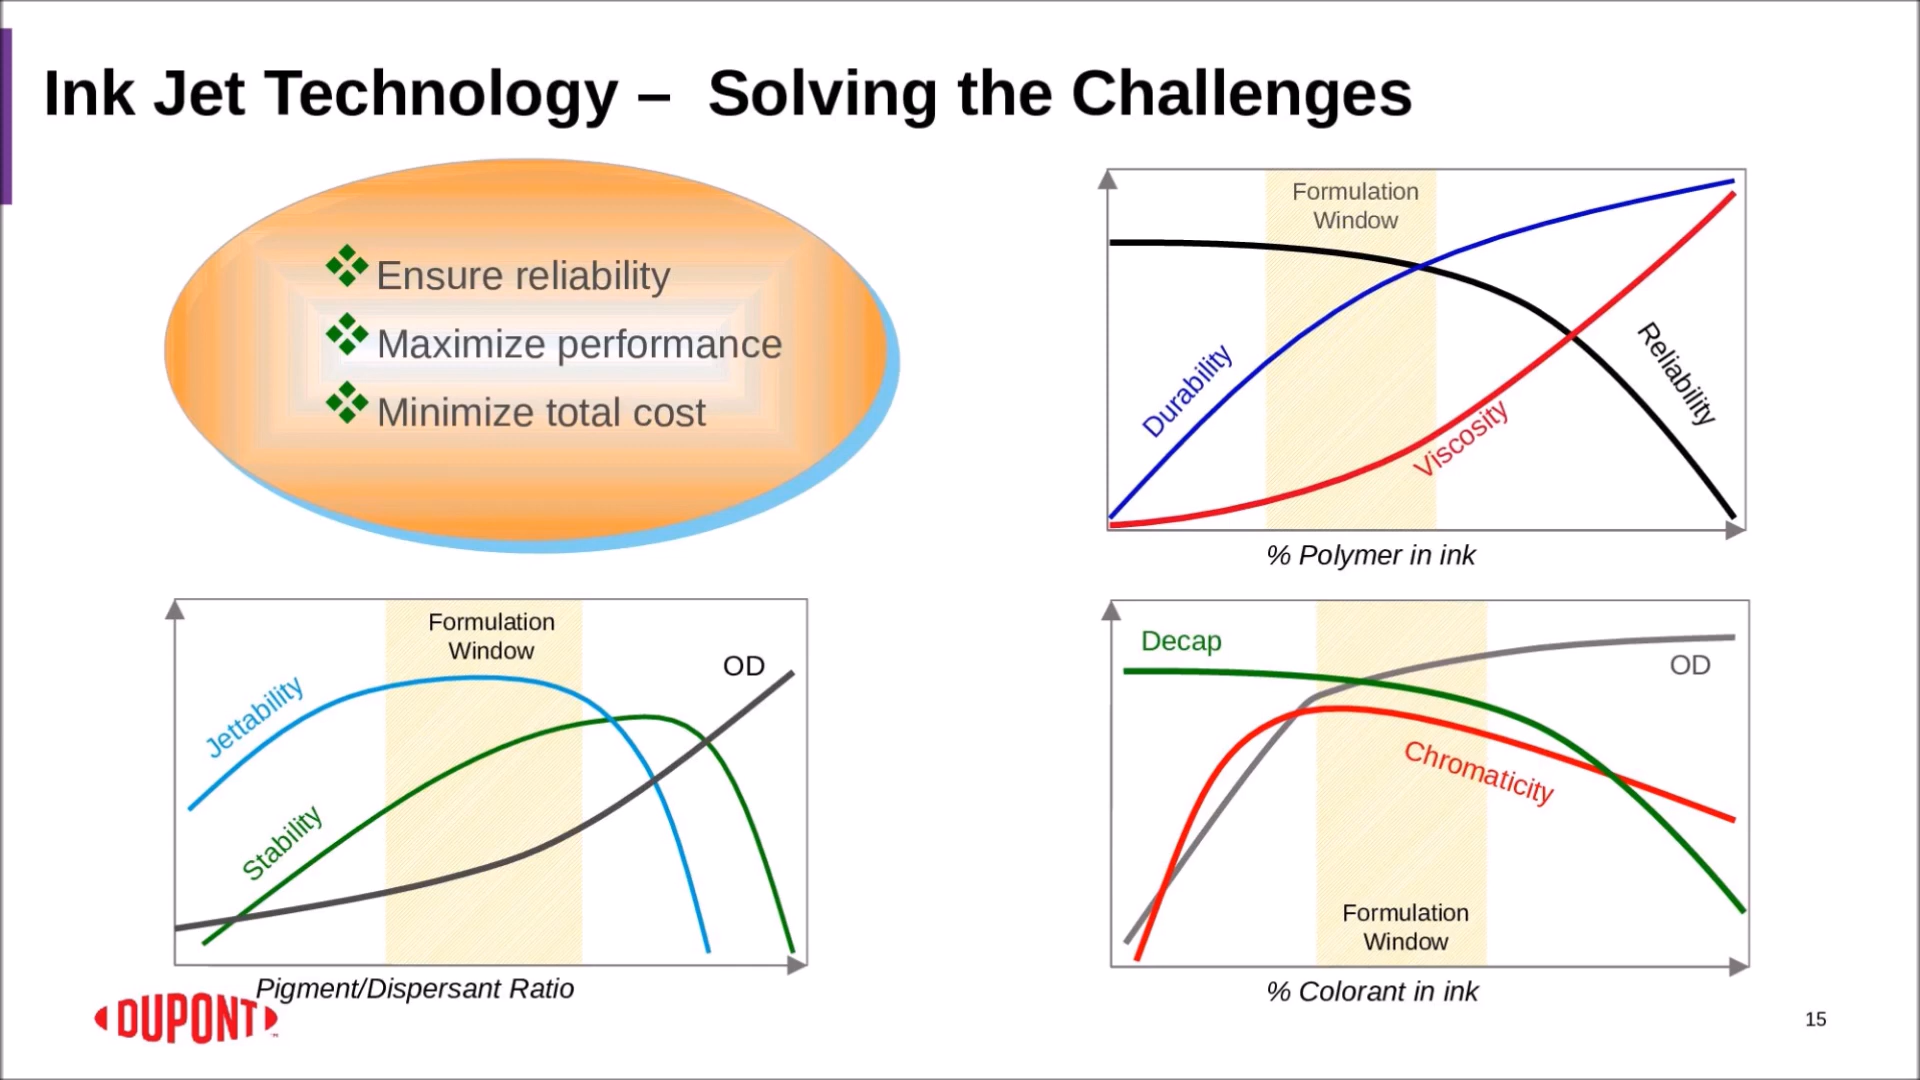 Ink Jet Technology –  Solving the Challenges
Ensure reliability
Maximize performance
Minimize total cost
Formulation
Window
Durability
Viscosity
Reliability
% Polymer in ink
Formulation
Window
OD
Jettability
Stability
Pigment/Dispersant Ratio
Decap
OD
Chromaticity
Formulation
Window
% Colorant in ink
DUPONT™
15